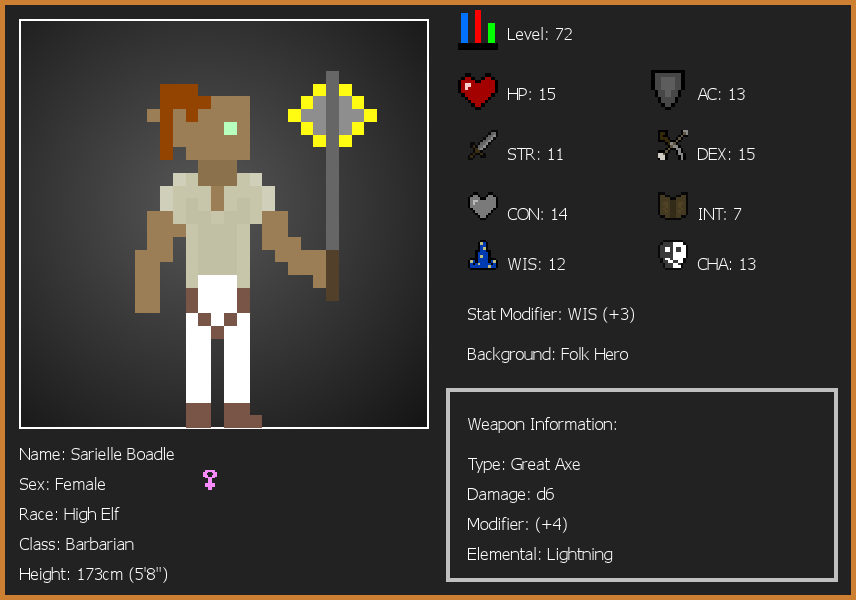 Level: 72
HP: 15
AC: 13
STR: 11
DEX: 15
CON: 14
INT: 7
WIS: 12
CHA: 13
Stat Modifier: WIS (+3)
Background: Folk Hero
Weapon Information:
Type: Great Axe
Damage: d6
Modifier: (+4)
Elemental: Lightning
Name: Sarielle Boadle
Sex: Female
Race: High Elf
Class: Barbarian
Height: 173cm (5'8")